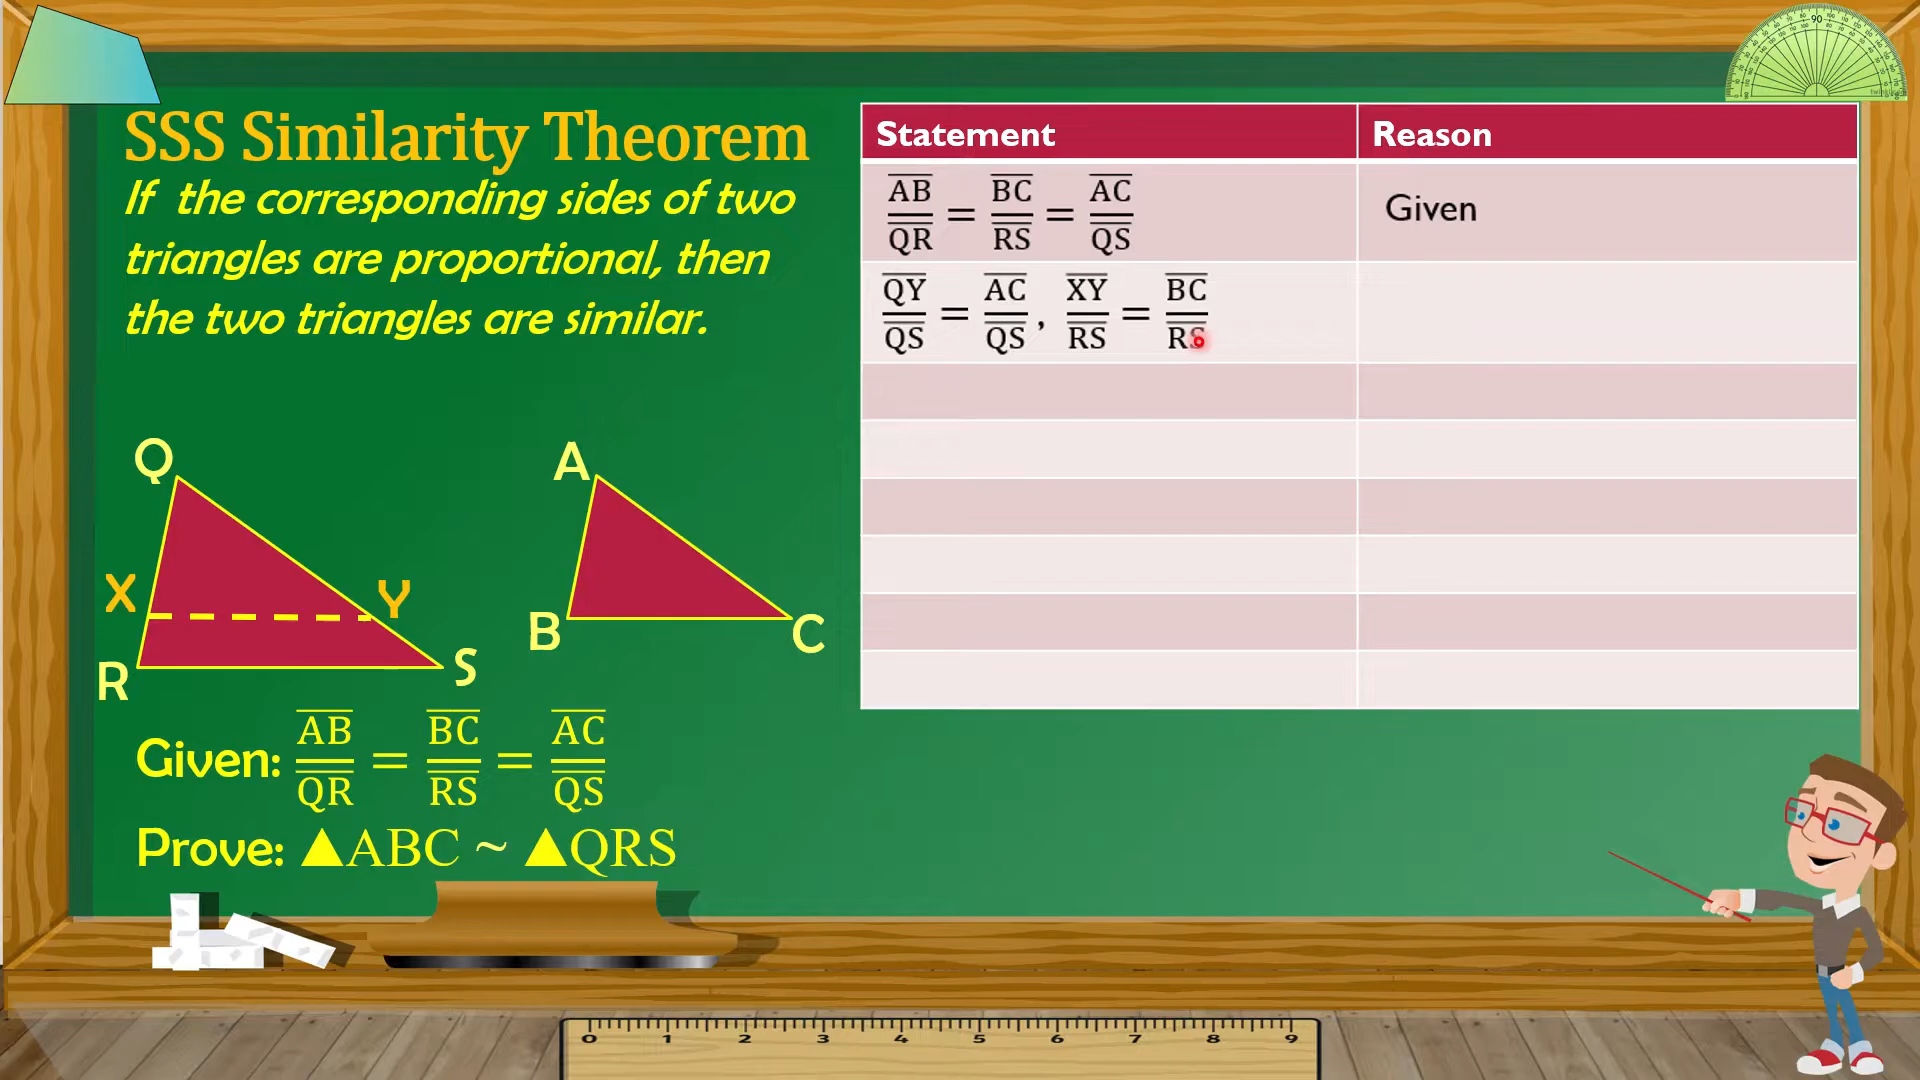 SSS Similarity Theorem
If the corresponding sides of two
triangles are proportional, then
the two triangles are similar.
Q
A
X
Y
B
C
R
S
Given: AB/QR = BC/RS = AC/QS
Prove: ▲ABC ~ ▲QRS
Statement Reason
AB/QR = BC/RS = AC/QS Given
QY/QS = AC/QS, XY/RS = BC/RS
90
0 1 2 3 4 5 6 7 8 9